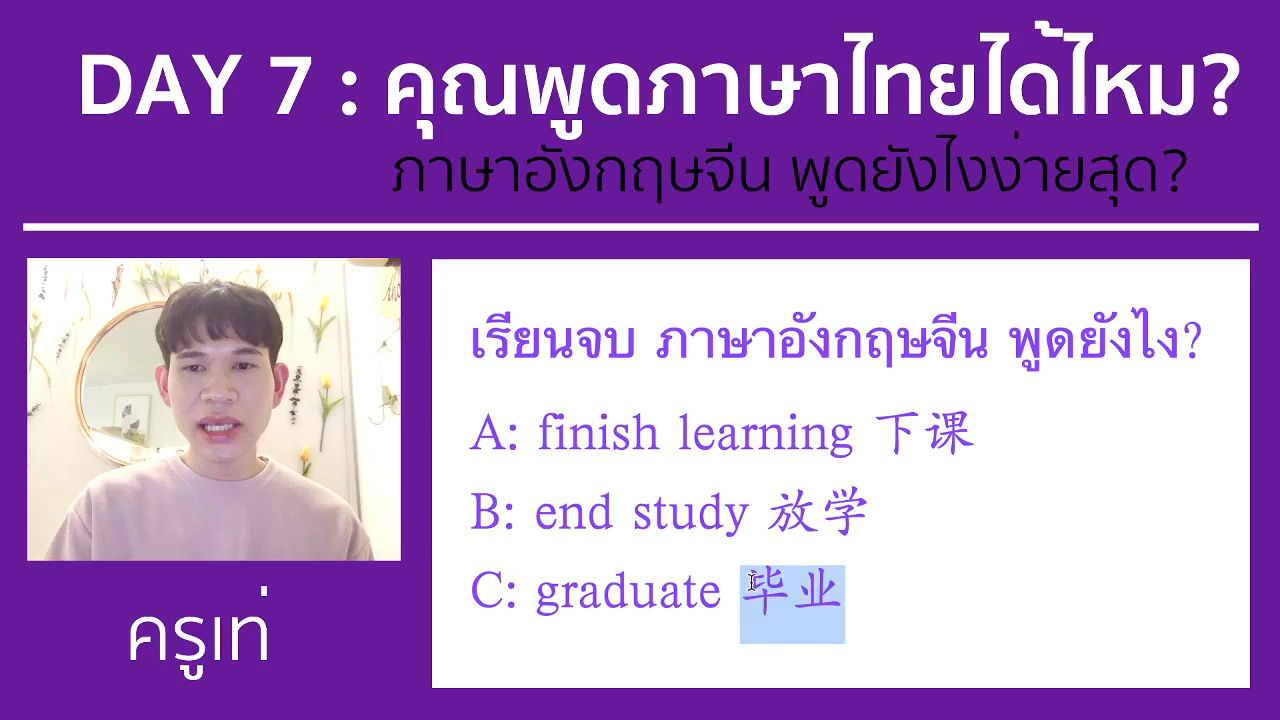 DAY 7 : คุณพูดภาษาไทยได้ไหม?
ภาษาอังกฤษจีน พูดยังไงง่ายสุด?
เรียนจบ ภาษาอังกฤษจีน พูดยังไง?
A: finish learning 下课
B: end study 放学
C: graduate 毕业
ครูเท่